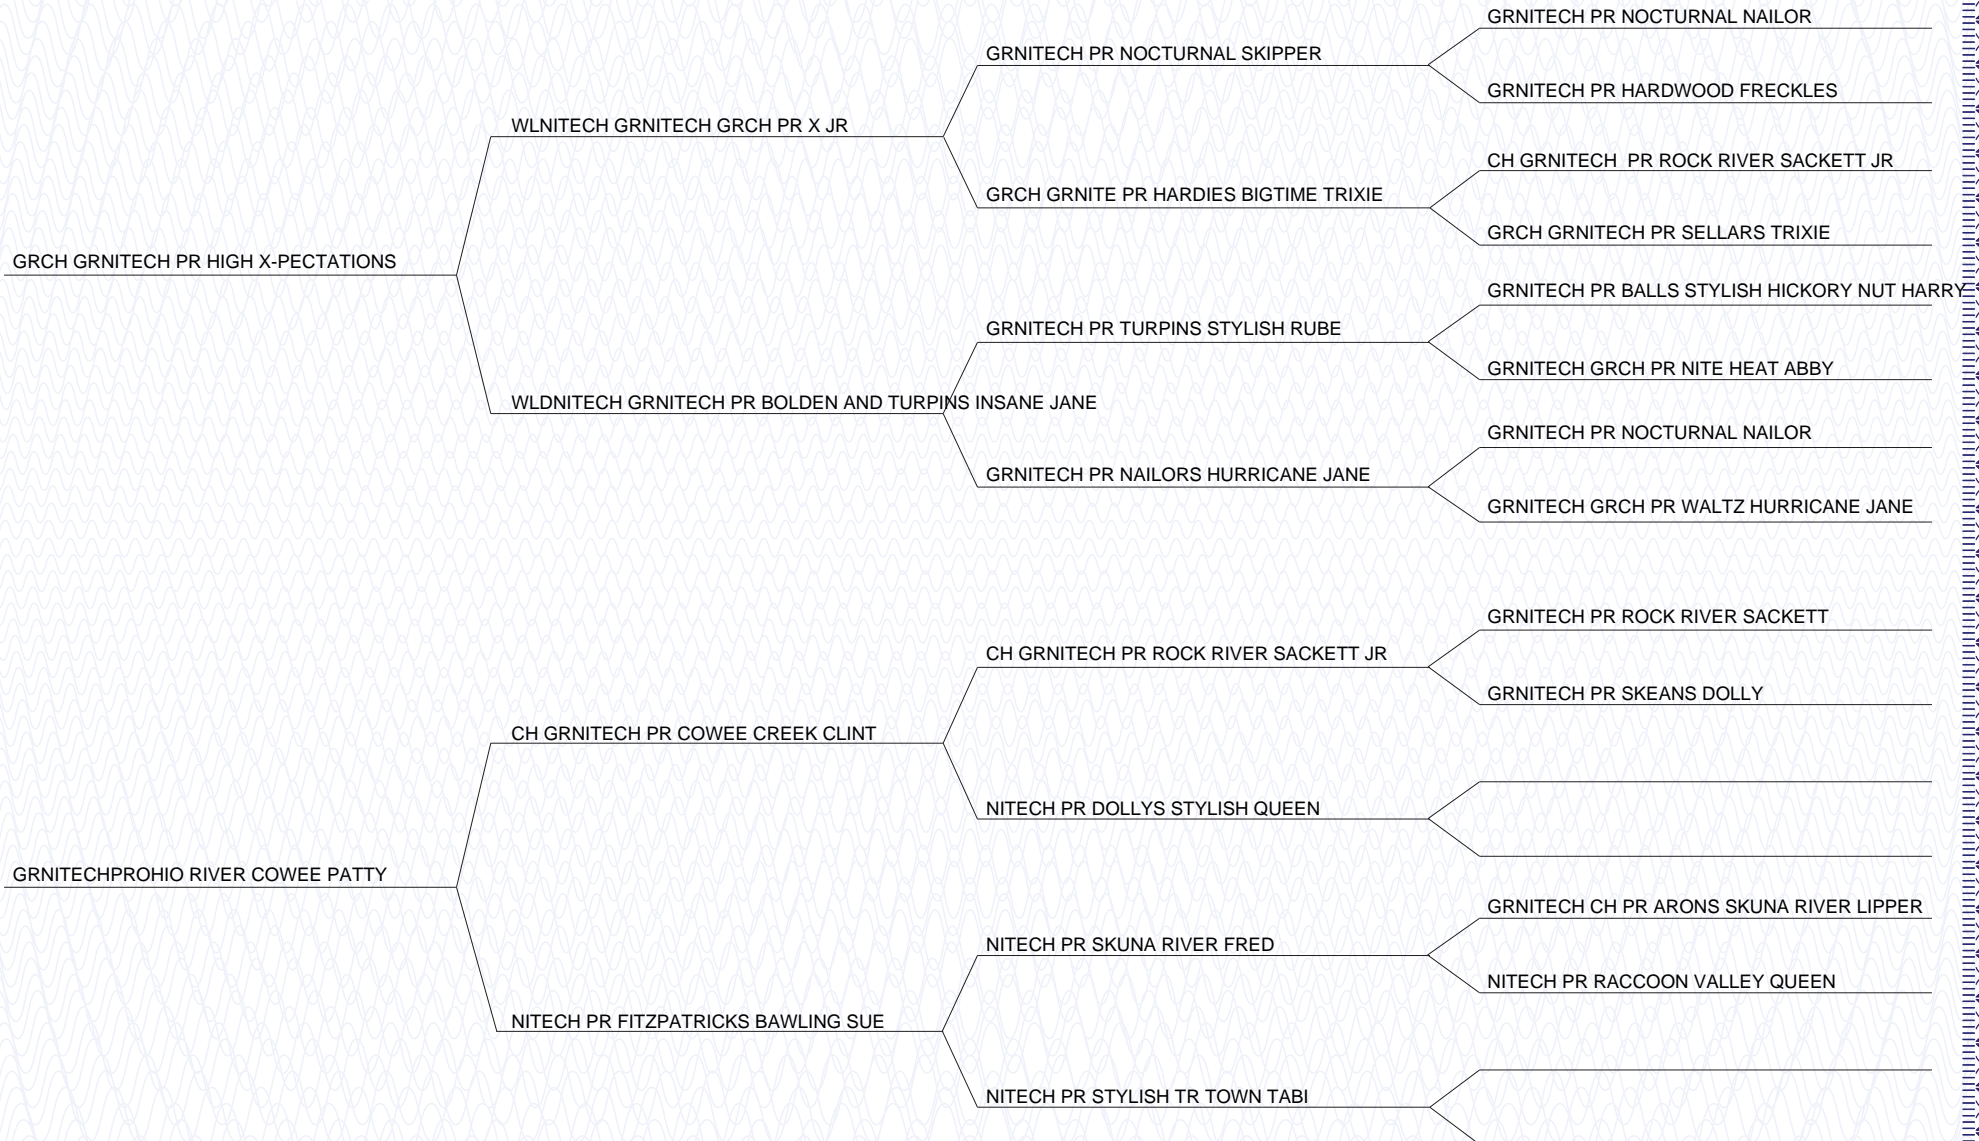 GRNITECH PR NOCTURNAL NAILOR
GRNITECH PR NOCTURNAL SKIPPER
GRNITECH PR HARDWOOD FRECKLES
WLNITECH GRNITECH GRCH PR X JR
CH GRNITECH  PR ROCK RIVER SACKETT JR
GRCH GRNITE PR HARDIES BIGTIME TRIXIE
GRCH GRNITECH PR SELLARS TRIXIE
GRCH GRNITECH PR HIGH X-PECTATIONS
GRNITECH PR BALLS STYLISH HICKORY NUT HARRY
GRNITECH PR TURPINS STYLISH RUBE
GRNITECH GRCH PR NITE HEAT ABBY
WLDNITECH GRNITECH PR BOLDEN AND TURPINS INSANE JANE
GRNITECH PR NOCTURNAL NAILOR
GRNITECH PR NAILORS HURRICANE JANE
GRNITECH GRCH PR WALTZ HURRICANE JANE
GRNITECH PR ROCK RIVER SACKETT
CH GRNITECH PR ROCK RIVER SACKETT JR
GRNITECH PR SKEANS DOLLY
CH GRNITECH PR COWEE CREEK CLINT
NITECH PR DOLLYS STYLISH QUEEN
GRNITECHPROHIO RIVER COWEE PATTY
GRNITECH CH PR ARONS SKUNA RIVER LIPPER
NITECH PR SKUNA RIVER FRED
NITECH PR RACCOON VALLEY QUEEN
NITECH PR FITZPATRICKS BAWLING SUE
NITECH PR STYLISH TR TOWN TABI